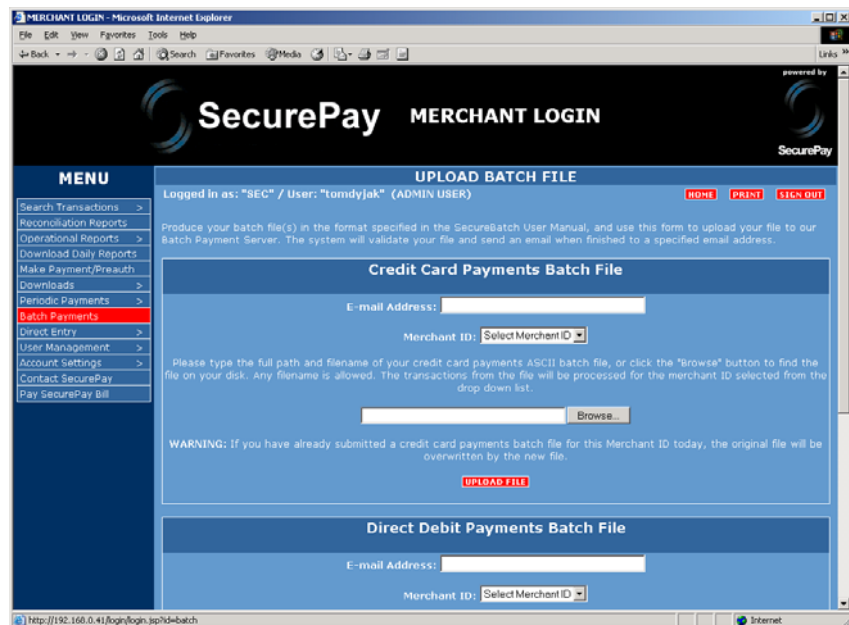 MERCHANT LOGIN - Microsoft Internet Explorer
File Edit View Favorites Tools Help
Back Search Favorites Media Links »
powered by
SecurePay MERCHANT LOGIN
SecurePay
MENU
Search Transactions >
Reconciliation Reports
Operational Reports >
Download Daily Reports
Make Payment/Preauth
Downloads >
Periodic Payments >
Batch Payments
Direct Entry >
User Management >
Account Settings >
Contact SecurePay
Pay SecurePay Bill
UPLOAD BATCH FILE
Logged in as: "SEC" / User: "tomdyjak" (ADMIN USER) HOME PRINT SIGN OUT
Produce your batch file(s) in the format specified in the SecureBatch User Manual, and use this form to upload your file to our
Batch Payment Server. The system will validate your file and send an email when finished to a specified email address.
Credit Card Payments Batch File
E-mail Address:
Merchant ID: Select Merchant ID
Please type the full path and filename of your credit card payments ASCII batch file, or click the "Browse" button to find the
file on your disk. Any filename is allowed. The transactions from the file will be processed for the merchant ID selected from the
drop down list.
Browse...
WARNING: If you have already submitted a credit card payments batch file for this Merchant ID today, the original file will be
overwritten by the new file.
UPLOAD FILE
Direct Debit Payments Batch File
E-mail Address:
Merchant ID: Select Merchant ID
http://192.168.0.41/login/login.jsp?id=batch Internet